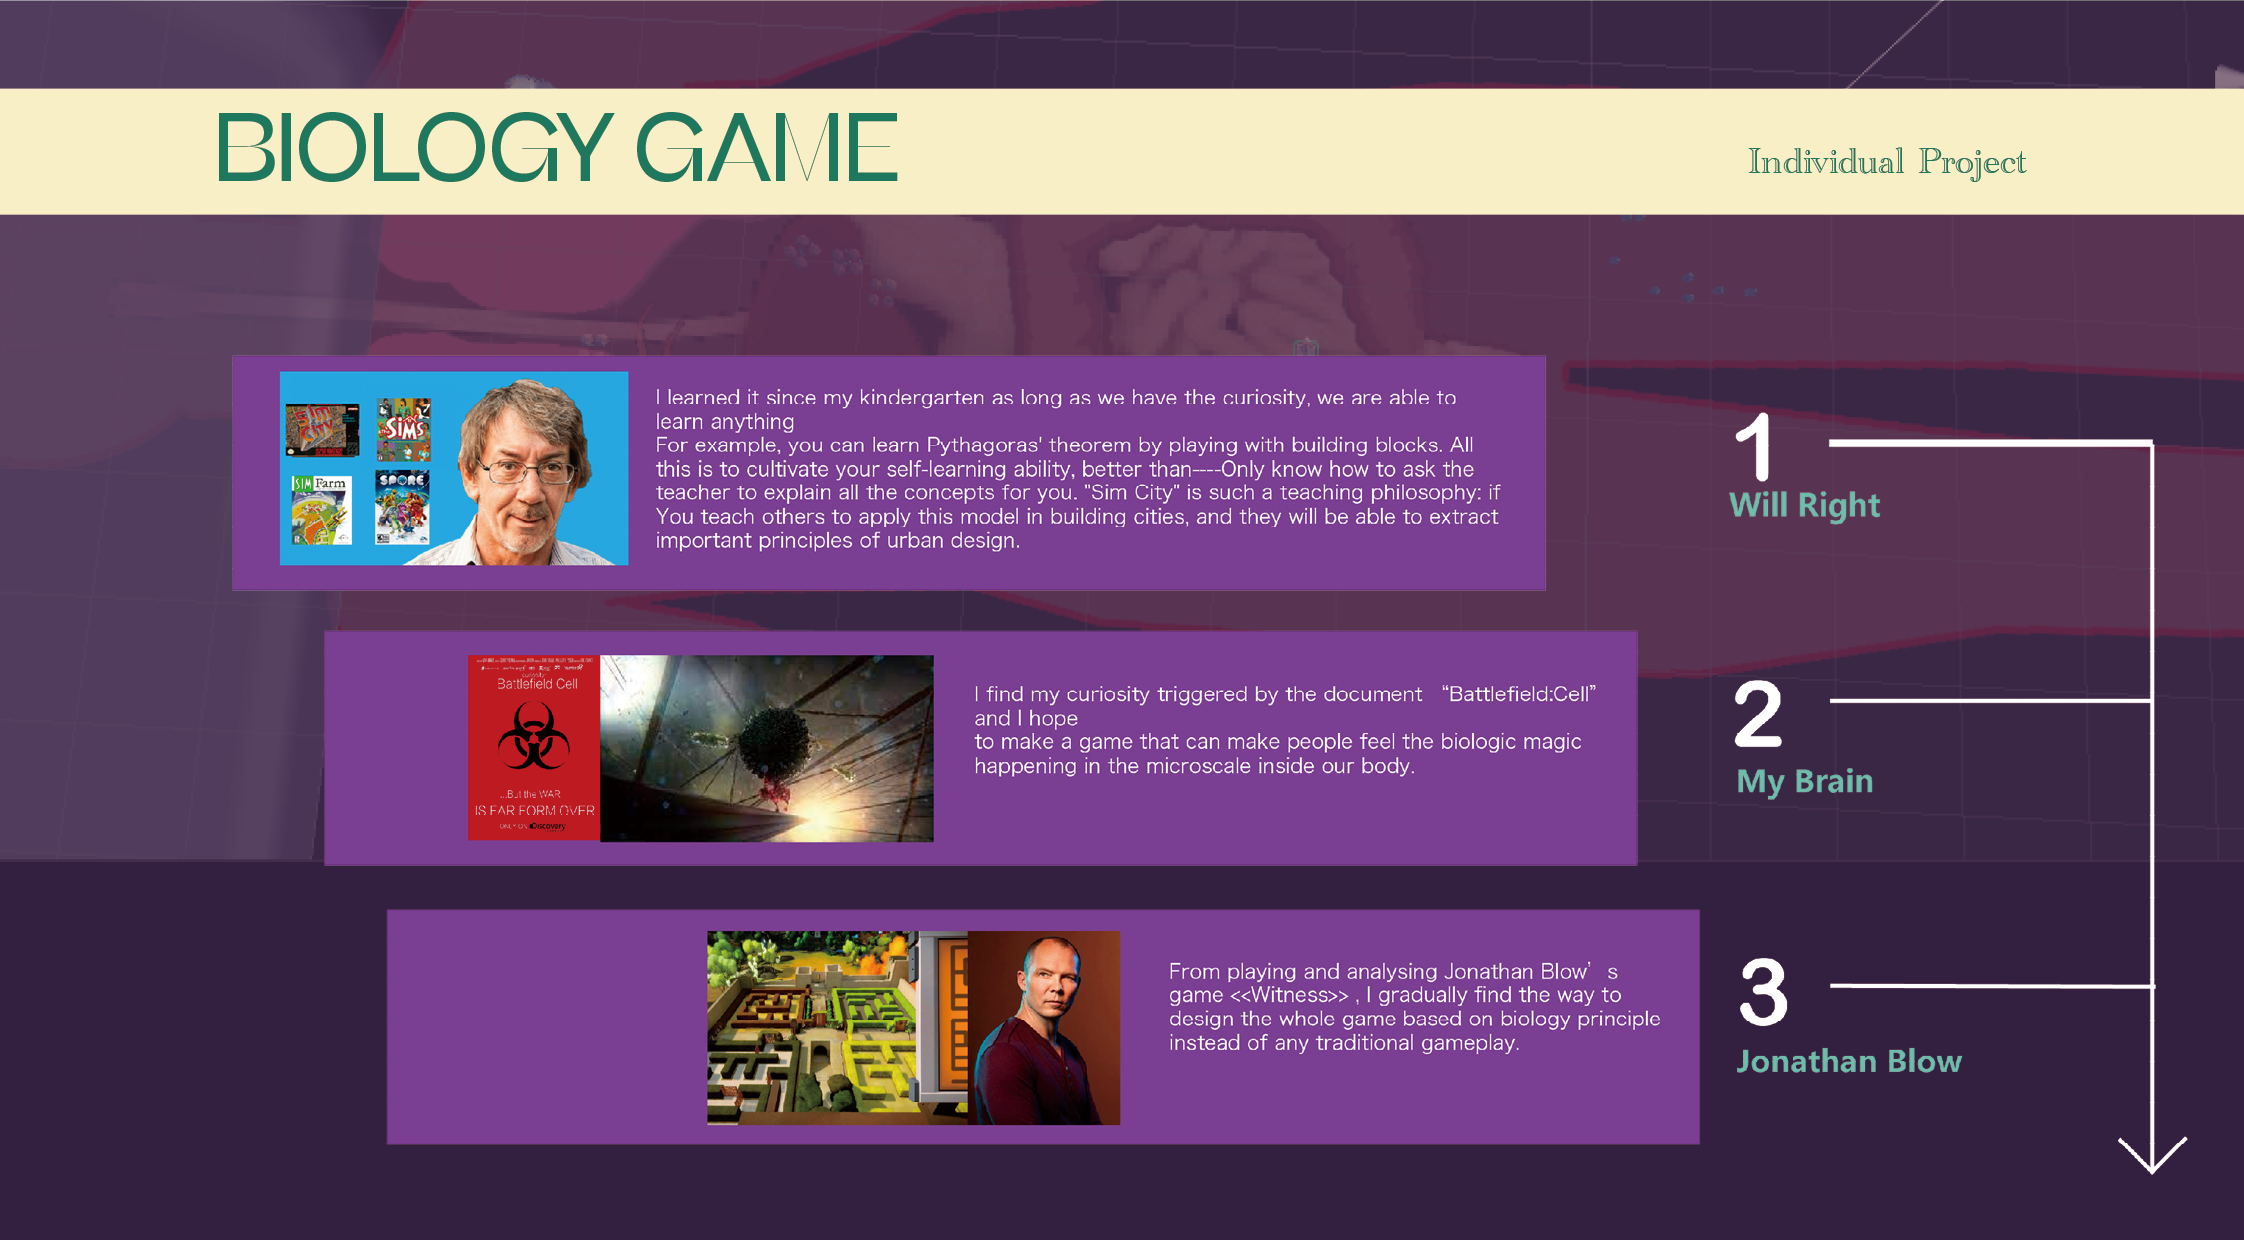 BIOLOGY GAME
Individual Project
I learned it since my kindergarten as long as we have the curiosity, we are able to
learn anything
For example, you can learn Pythagoras' theorem by playing with building blocks. All
this is to cultivate your self-learning ability, better than----Only know how to ask the
teacher to explain all the concepts for you. "Sim City" is such a teaching philosophy: if
You teach others to apply this model in building cities, and they will be able to extract
important principles of urban design.
SIM CITY
SIMS
SIM Farm
SPORE
1
Will Right
Battlefield Cell
...But the WAR
IS FAR FORM OVER
ONLY ON Discovery
I find my curiosity triggered by the document “Battlefield:Cell”
and I hope
to make a game that can make people feel the biologic magic
happening in the microscale inside our body.
2
My Brain
From playing and analysing Jonathan Blow’ s
game <<Witness>> , I gradually find the way to
design the whole game based on biology principle
instead of any traditional gameplay.
3
Jonathan Blow